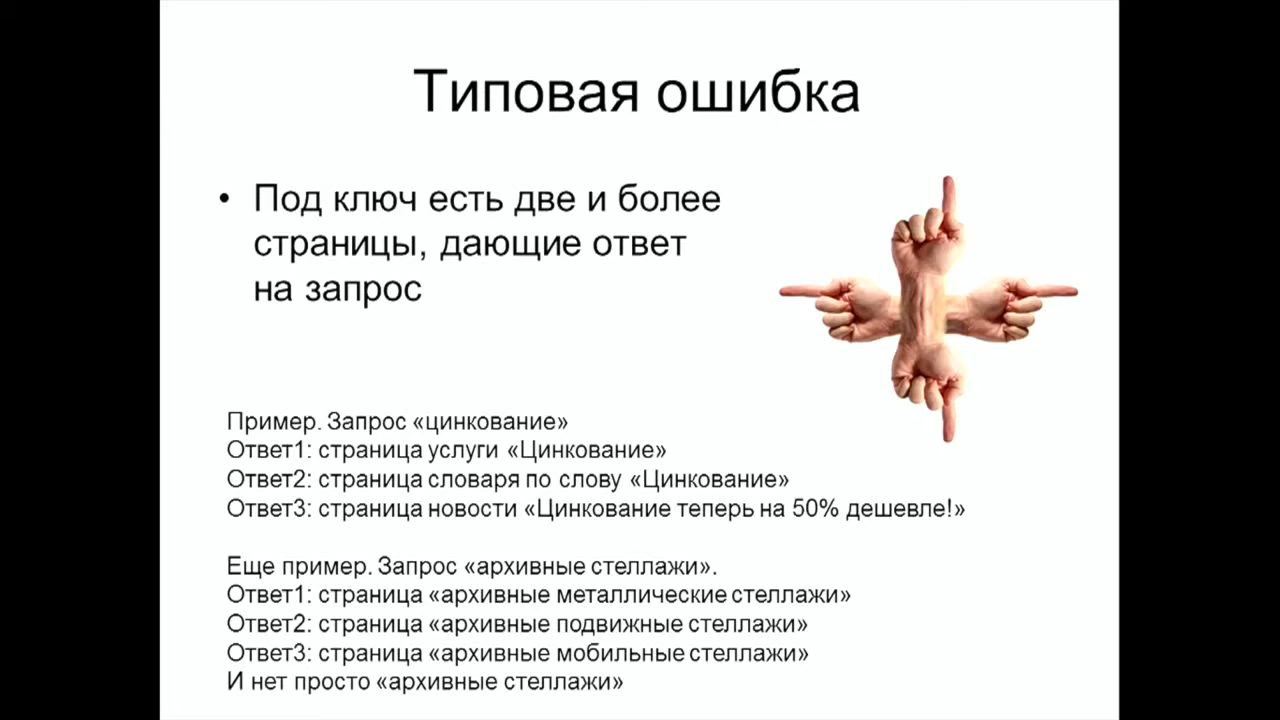 Типовая ошибка
• Под ключ есть две и более
страницы, дающие ответ
на запрос
Пример. Запрос «цинкование»
Ответ1: страница услуги «Цинкование»
Ответ2: страница словаря по слову «Цинкование»
Ответ3: страница новости «Цинкование теперь на 50% дешевле!»
Еще пример. Запрос «архивные стеллажи».
Ответ1: страница «архивные металлические стеллажи»
Ответ2: страница «архивные подвижные стеллажи»
Ответ3: страница «архивные мобильные стеллажи»
И нет просто «архивные стеллажи»